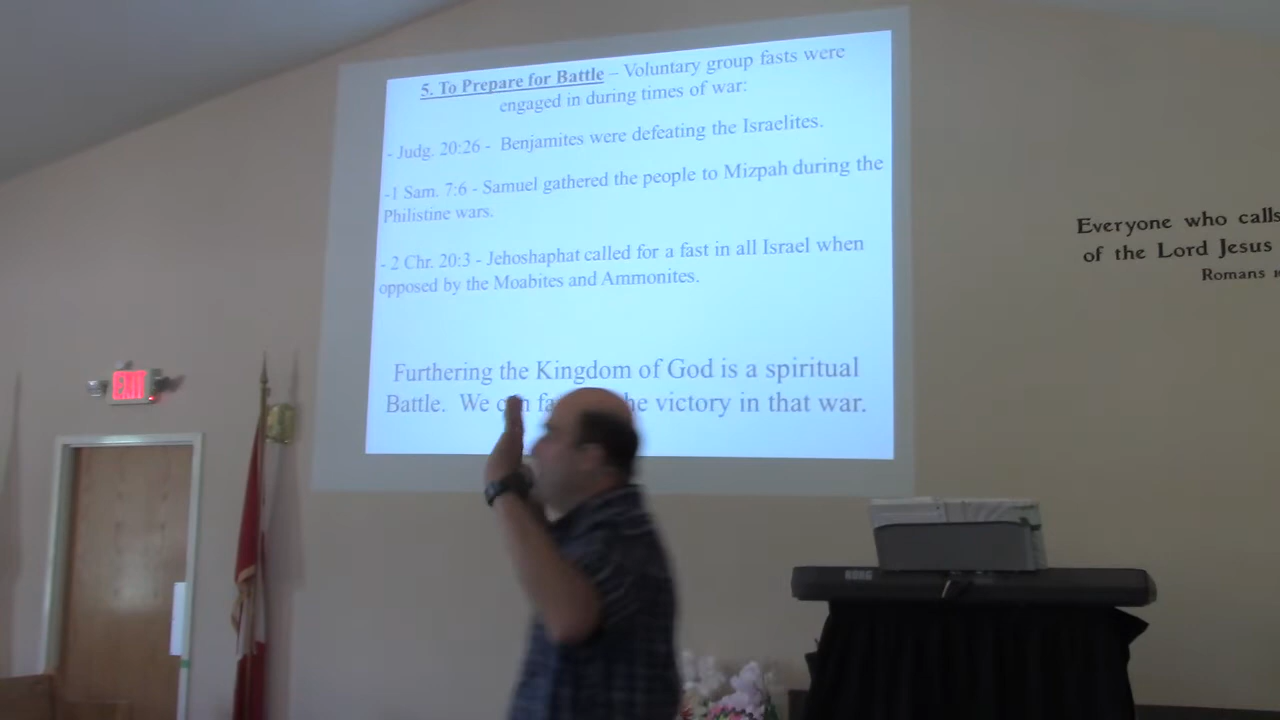 5. To Prepare for Battle – Voluntary group fasts were
engaged in during times of war:
- Judg. 20:26 - Benjamites were defeating the Israelites.
-1 Sam. 7:6 - Samuel gathered the people to Mizpah during the
Philistine wars.
- 2 Chr. 20:3 - Jehoshaphat called for a fast in all Israel when
opposed by the Moabites and Ammonites.
Furthering the Kingdom of God is a spiritual
Battle. We victory in that war.
Everyone who calls
of the Lord Jesus
Romans
EXIT
KORG